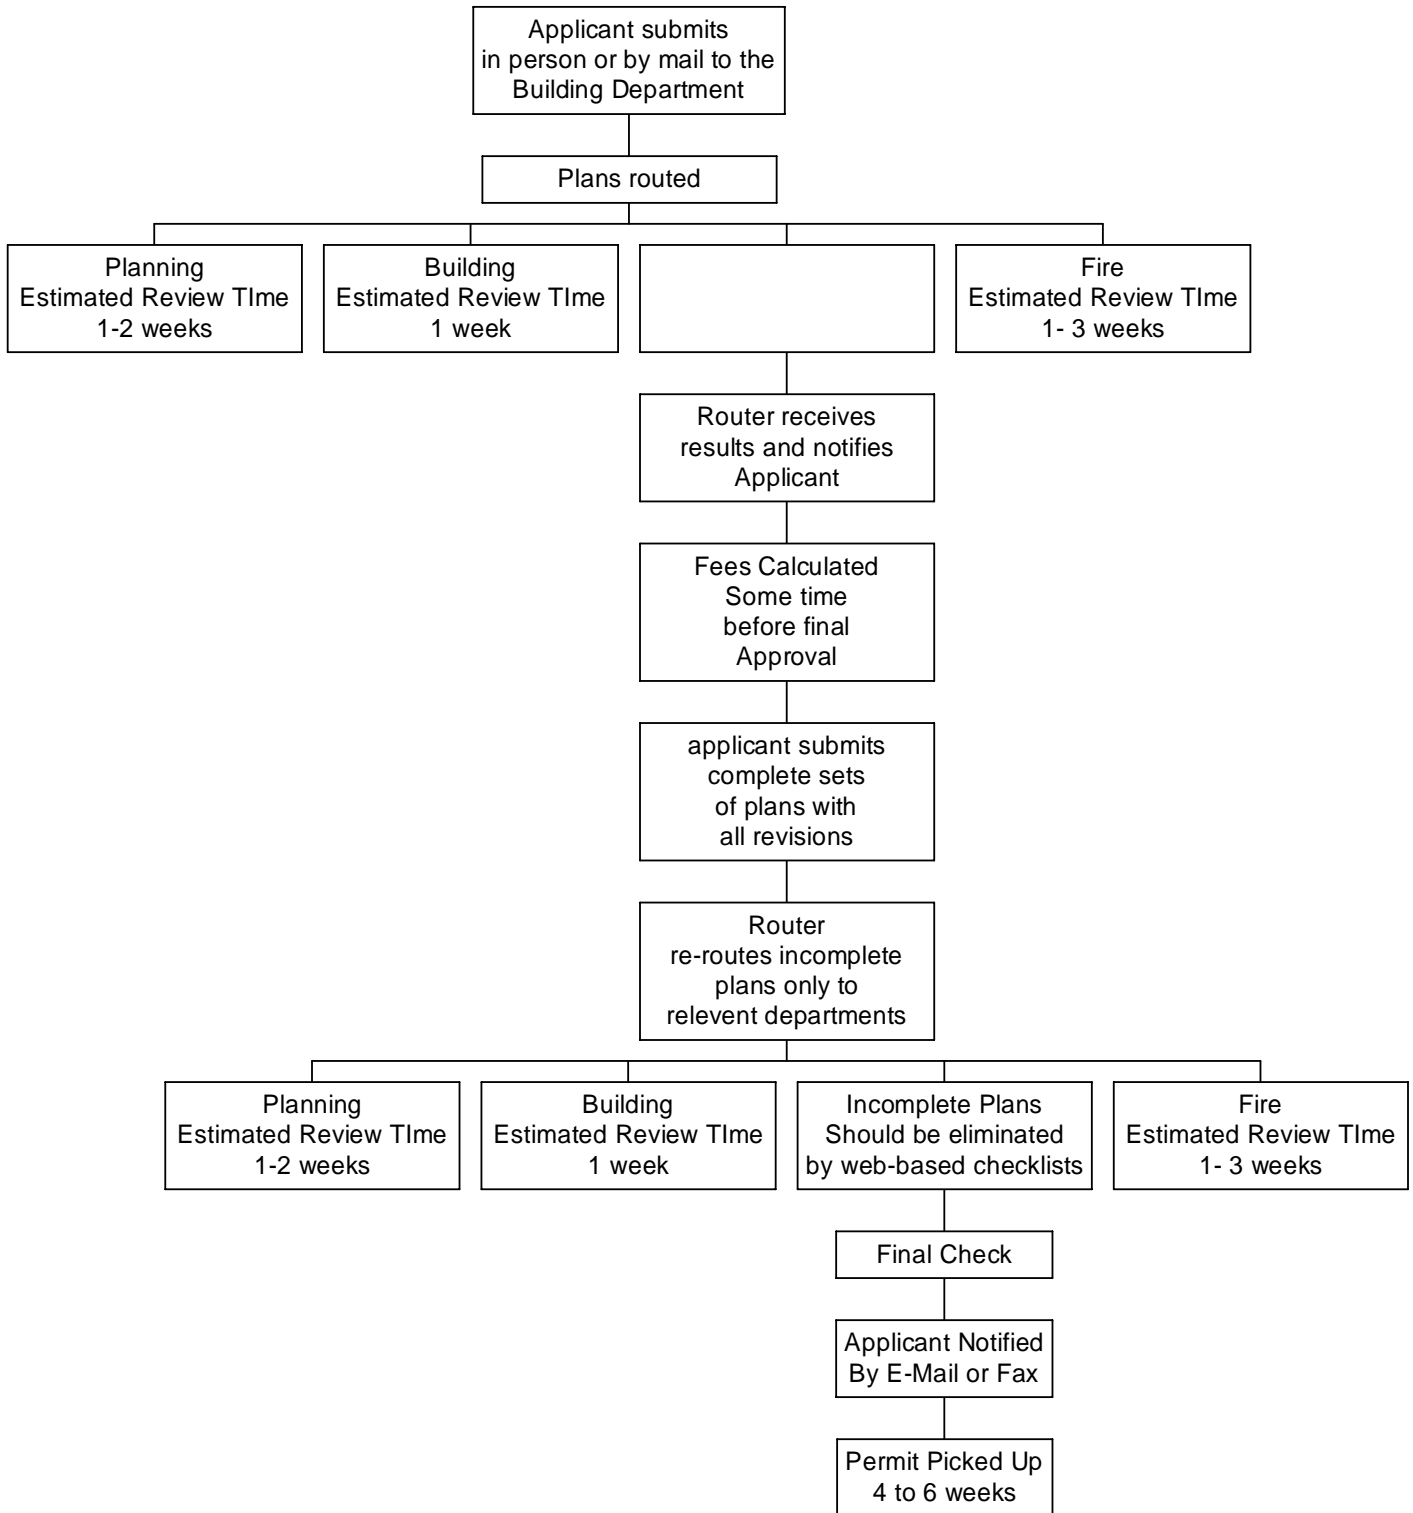 Applicant submits
in person or by mail to the
Building Department
Plans routed
Planning
Estimated Review TIme
1-2 weeks
Building
Estimated Review TIme
1 week
Fire
Estimated Review TIme
1- 3 weeks
Router receives
results and notifies
Applicant
Fees Calculated
Some time
before final
Approval
applicant submits
complete sets
of plans with
all revisions
Router
re-routes incomplete
plans only to
relevent departments
Planning
Estimated Review TIme
1-2 weeks
Building
Estimated Review TIme
1 week
Incomplete Plans
Should be eliminated
by web-based checklists
Fire
Estimated Review TIme
1- 3 weeks
Final Check
Applicant Notified
By E-Mail or Fax
Permit Picked Up
4 to 6 weeks